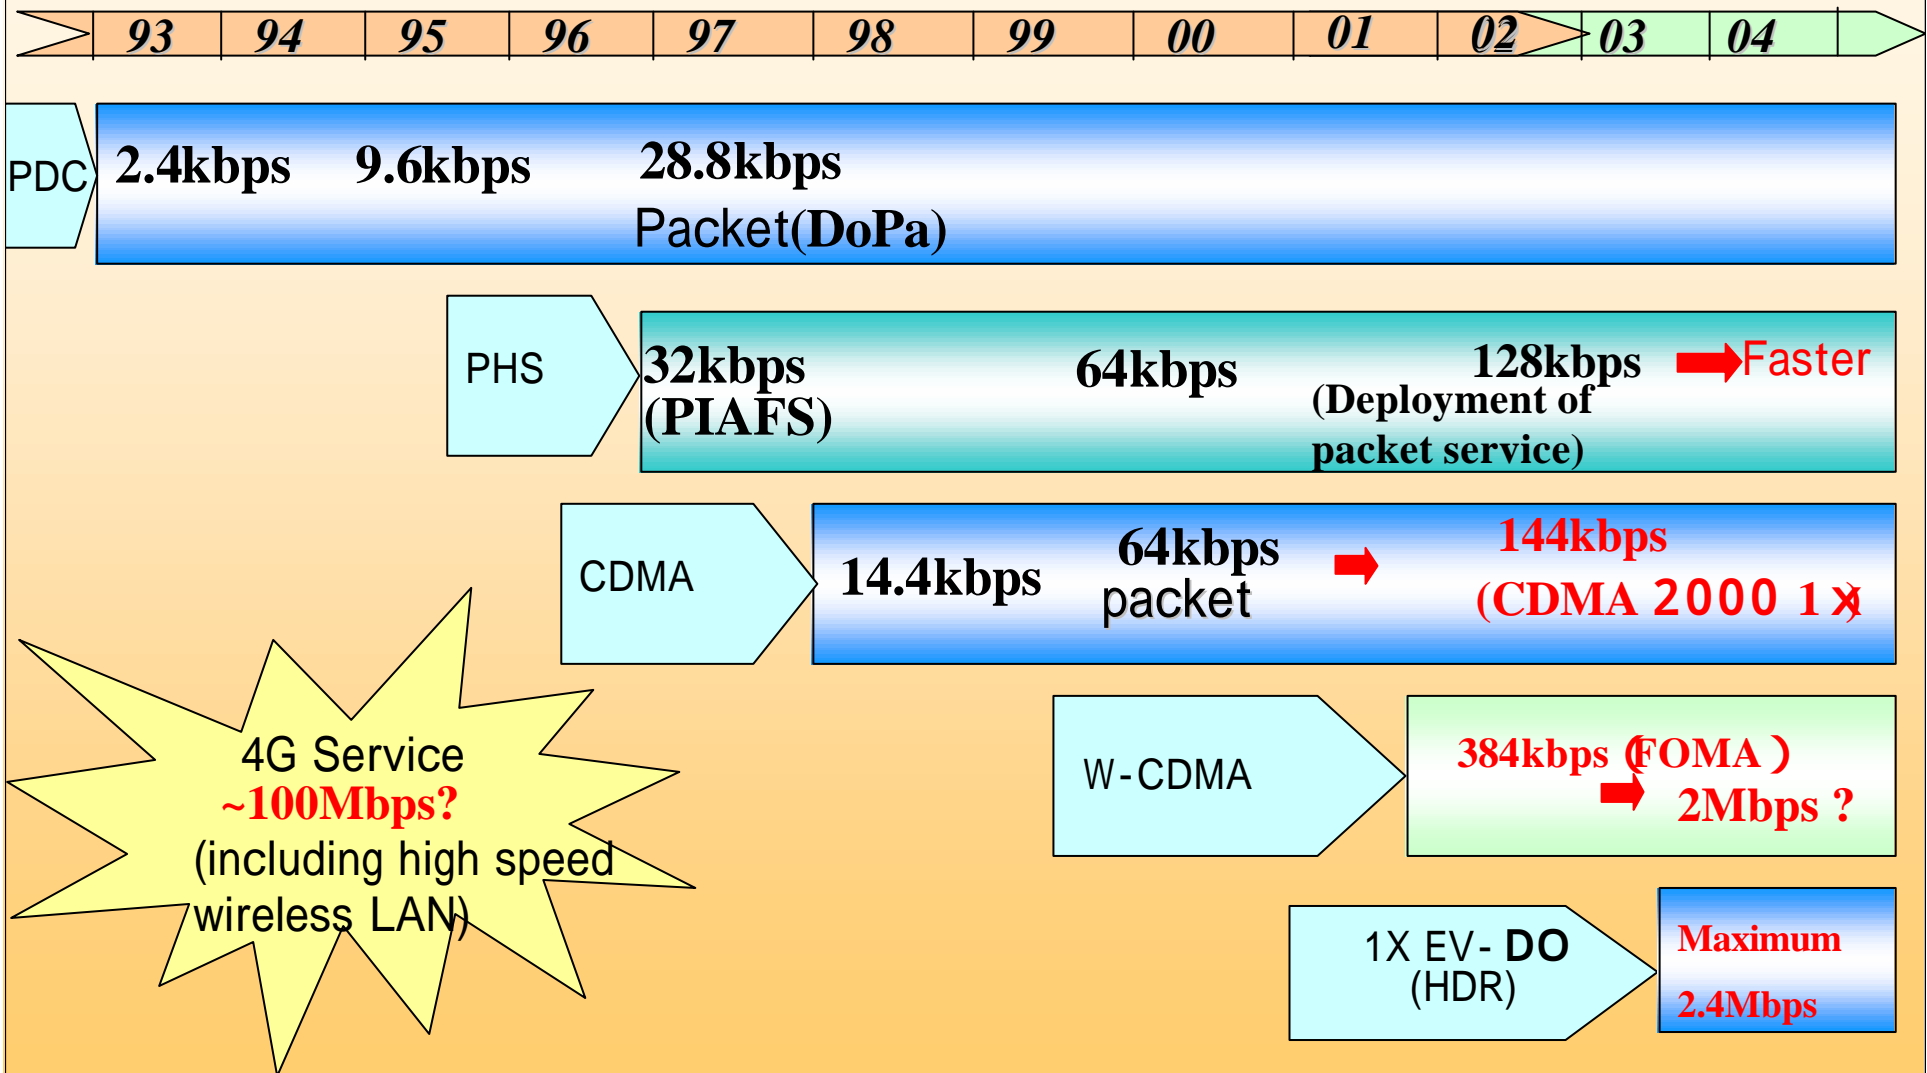 93 94 95 96 97 98 99 00 01 02 03 04
PDC
2.4kbps 9.6kbps 28.8kbps
Packet(DoPa)
PHS
32kbps
(PIAFS)
64kbps
128kbps
Faster
(Deployment of
packet service)
CDMA
14.4kbps
64kbps
packet
144kbps
(CDMA 2000 1x)
4G Service
~100Mbps?
(including high speed
wireless LAN)
W-CDMA
384kbps (FOMA)
2Mbps ?
1X EV-DO
(HDR)
Maximum
2.4Mbps